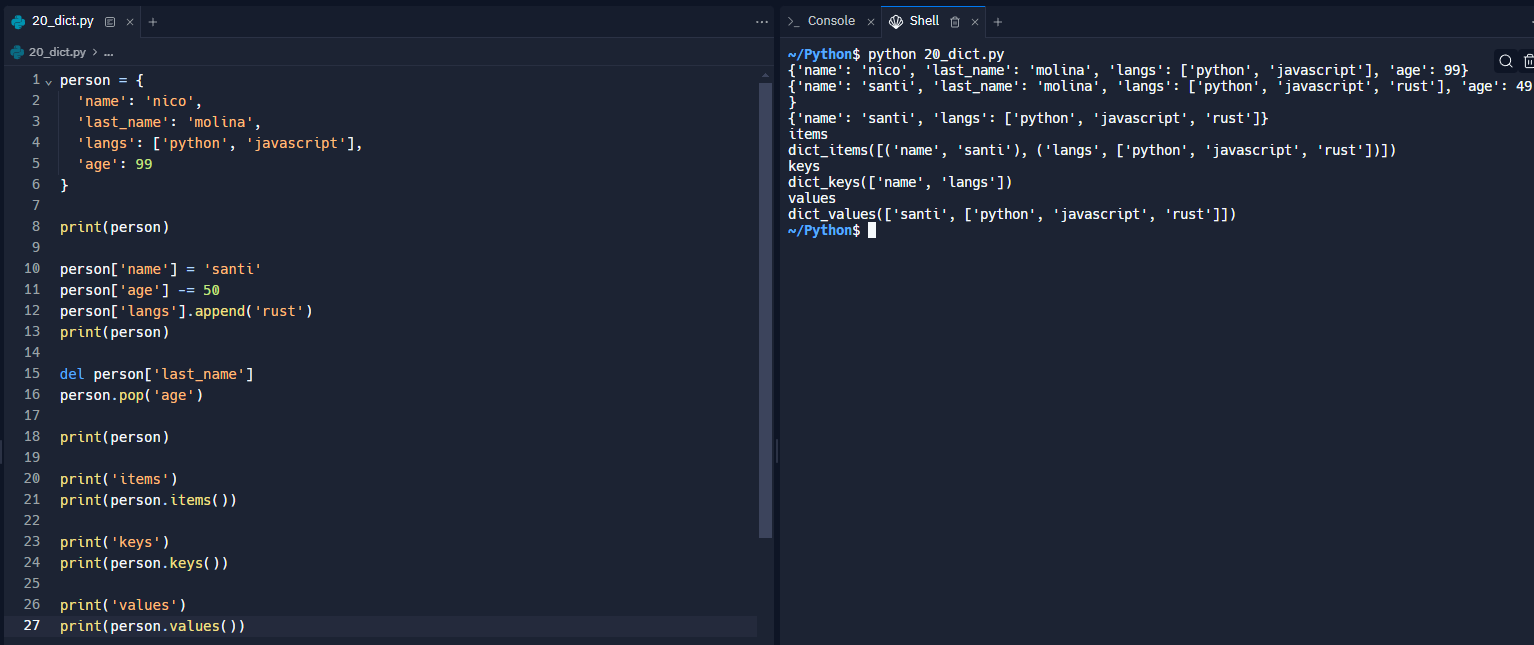 20_dict.py
20_dict.py > ...
1 person = {
2 'name': 'nico',
3 'last_name': 'molina',
4 'langs': ['python', 'javascript'],
5 'age': 99
6 }
7
8 print(person)
9
10 person['name'] = 'santi'
11 person['age'] -= 50
12 person['langs'].append('rust')
13 print(person)
14
15 del person['last_name']
16 person.pop('age')
17
18 print(person)
19
20 print('items')
21 print(person.items())
22
23 print('keys')
24 print(person.keys())
25
26 print('values')
27 print(person.values())
Console Shell
~/Python$ python 20_dict.py
{'name': 'nico', 'last_name': 'molina', 'langs': ['python', 'javascript'], 'age': 99}
{'name': 'santi', 'last_name': 'molina', 'langs': ['python', 'javascript', 'rust'], 'age': 49
}
{'name': 'santi', 'langs': ['python', 'javascript', 'rust']}
items
dict_items([('name', 'santi'), ('langs', ['python', 'javascript', 'rust'])])
keys
dict_keys(['name', 'langs'])
values
dict_values(['santi', ['python', 'javascript', 'rust']])
~/Python$